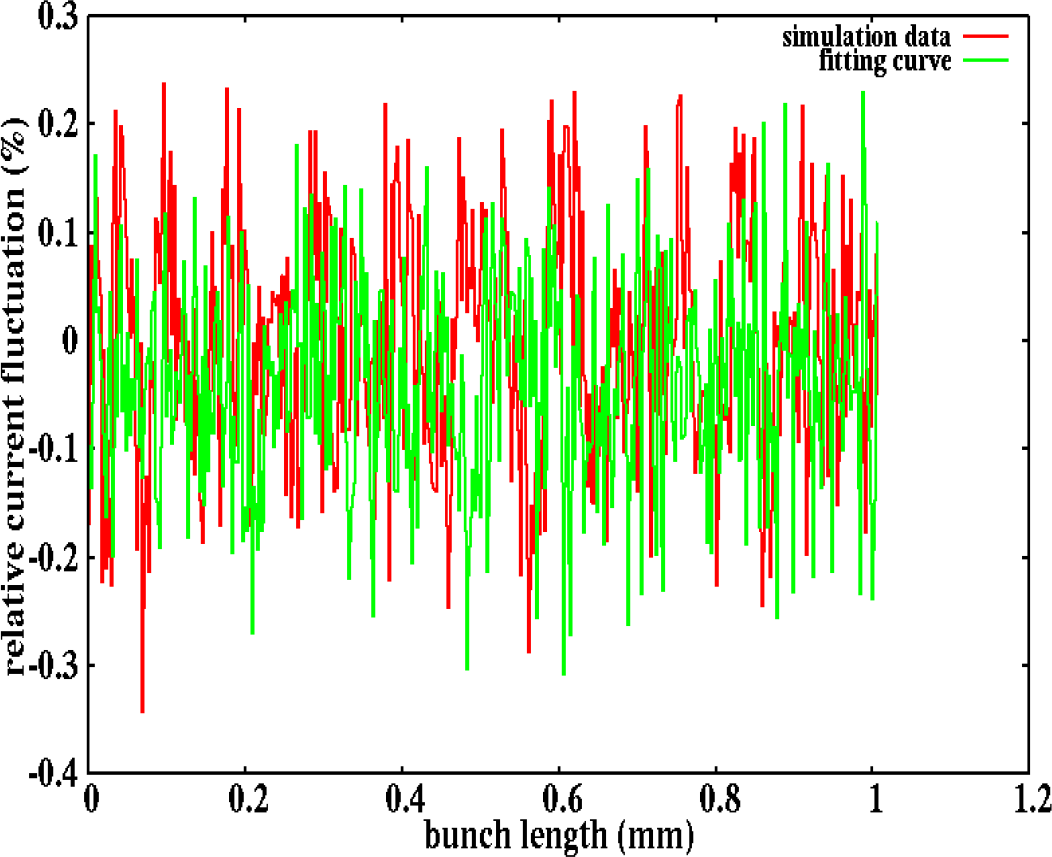 0.3
0.2
0.1
0
-0.1
-0.2
-0.3
-0.4
relative current fluctuation (%)
simulation data
fitting curve
0 0.2 0.4 0.6 0.8 1 1.2
bunch length (mm)